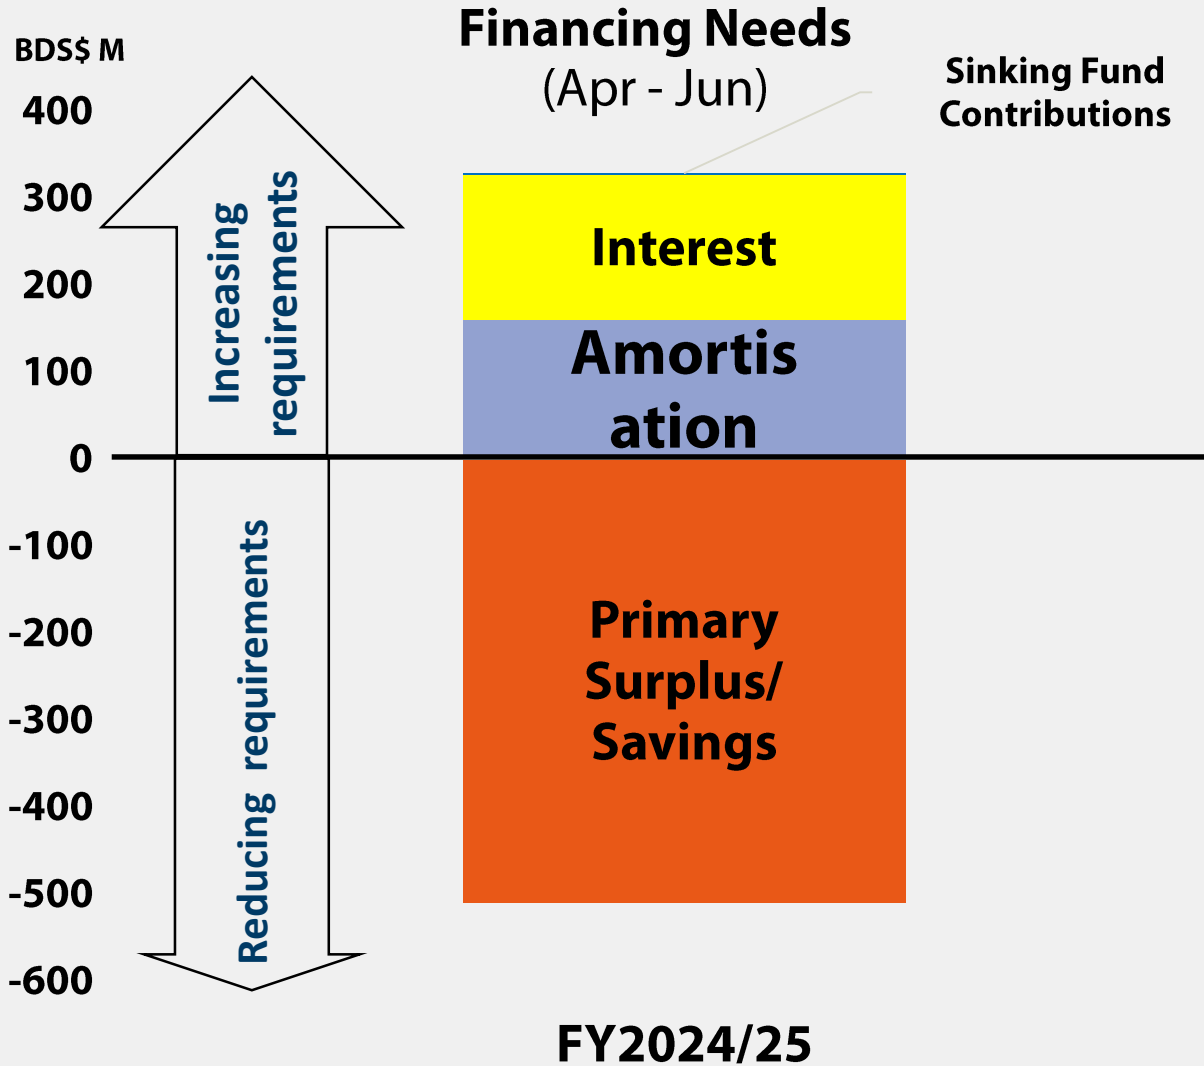 Financing Needs
(Apr - Jun)
BDS$ M
Sinking Fund
Contributions
400
300
200
100
0
-100
-200
-300
-400
-500
-600
Increasing
requirements
Reducing requirements
Interest
Amortis
ation
Primary
Surplus/
Savings
FY2024/25